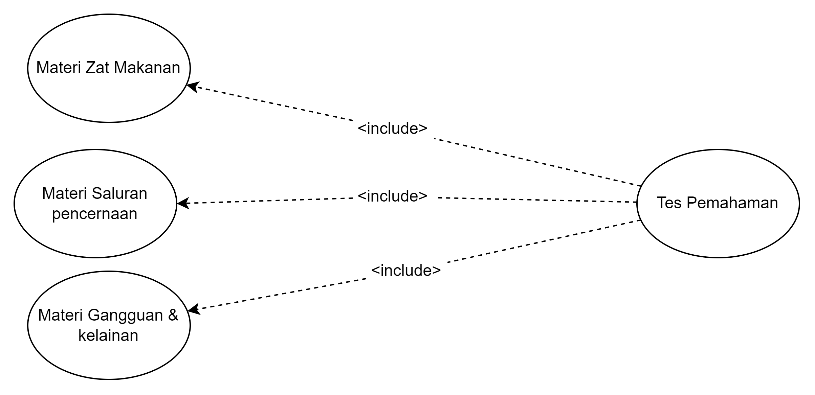 Materi Zat Makanan
<include>
Materi Saluran
pencernaan
<include>
Tes Pemahaman
<include>
Materi Gangguan &
kelainan